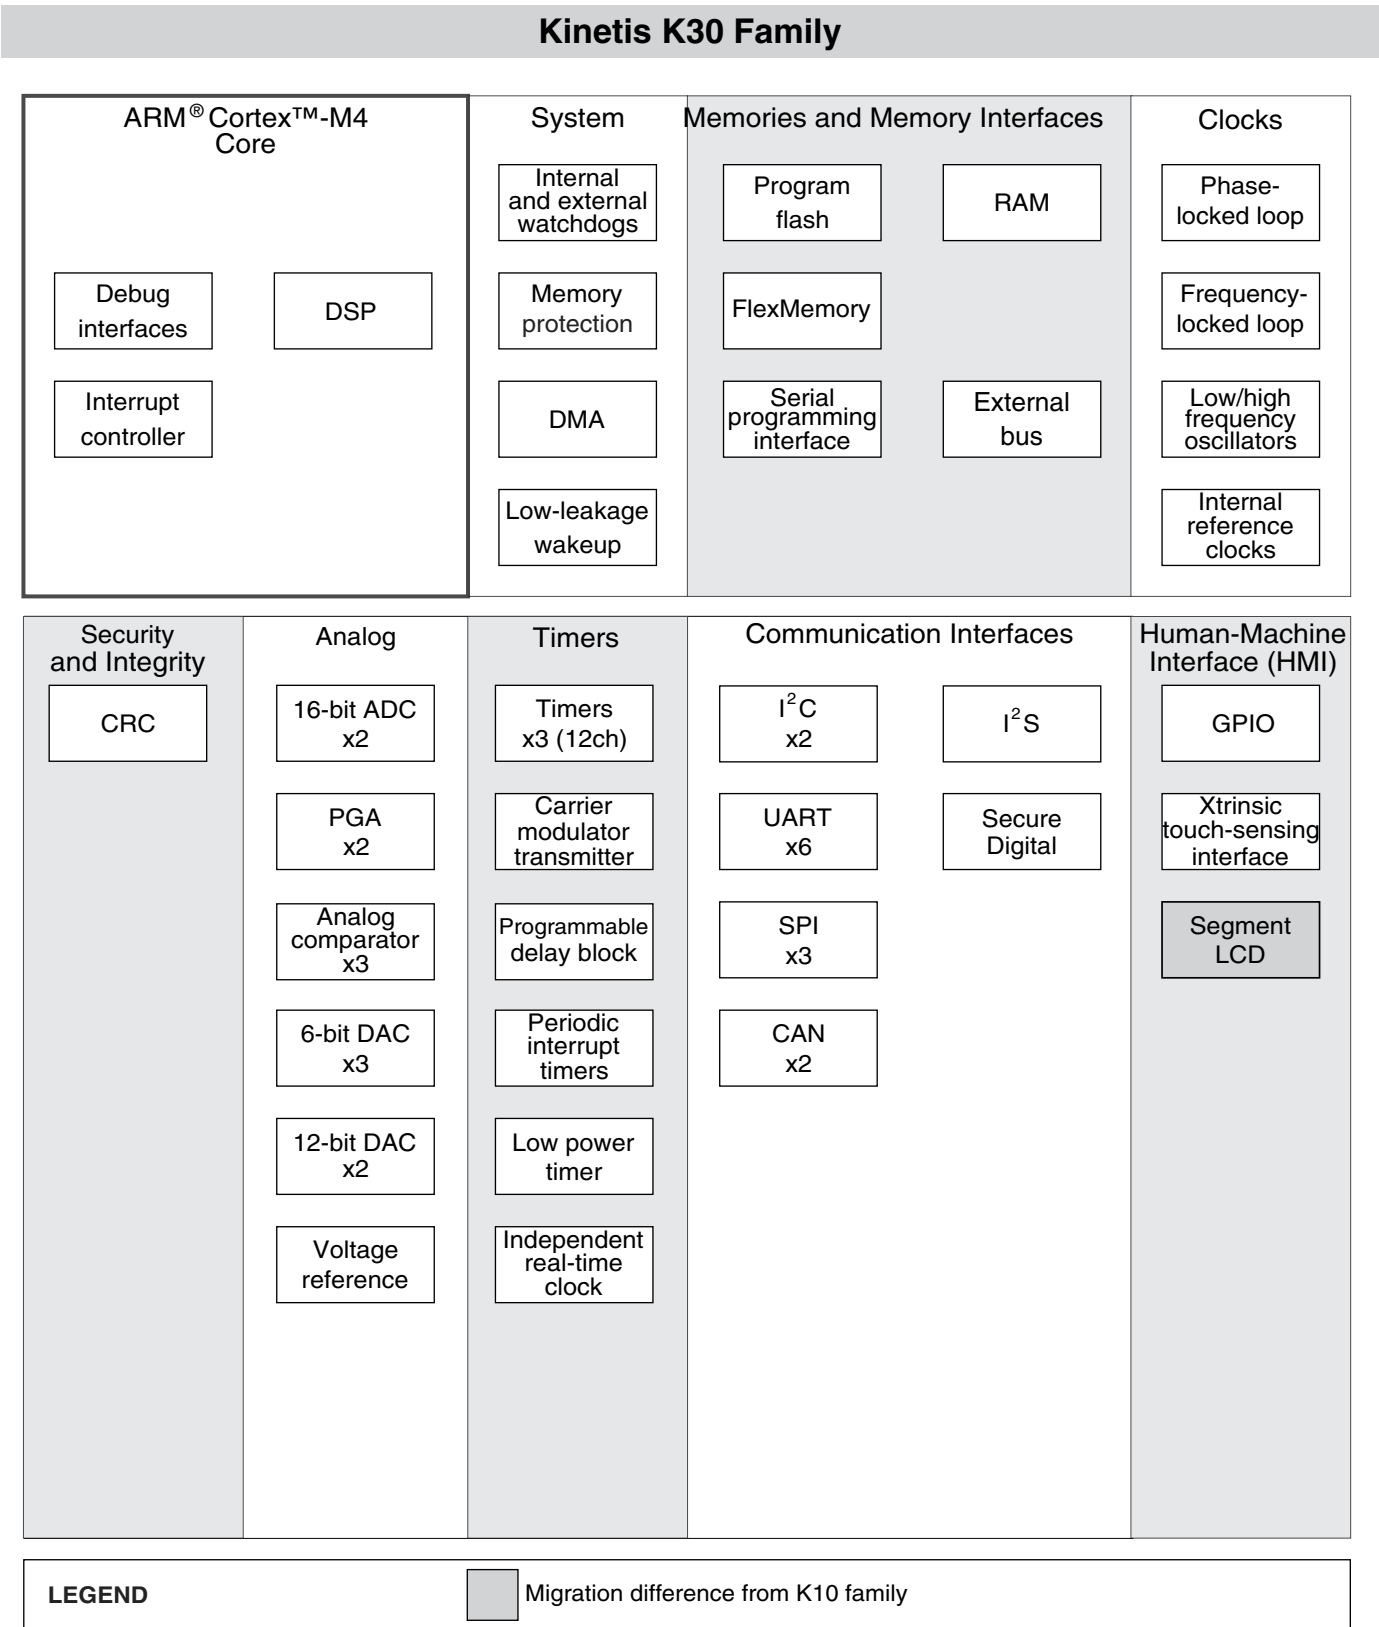 Kinetis K30 Family
ARM® Cortex™-M4
Core
Debug
interfaces
DSP
Interrupt
controller
System
Internal
and external
watchdogs
Memory
protection
DMA
Low-leakage
wakeup
Memories and Memory Interfaces
Program
flash
RAM
FlexMemory
Serial
programming
interface
External
bus
Clocks
Phase-
locked loop
Frequency-
locked loop
Low/high
frequency
oscillators
Internal
reference
clocks
Security
and Integrity
CRC
Analog
16-bit ADC
x2
PGA
x2
Analog
comparator
x3
6-bit DAC
x3
12-bit DAC
x2
Voltage
reference
Timers
Timers
x3 (12ch)
Carrier
modulator
transmitter
Programmable
delay block
Periodic
interrupt
timers
Low power
timer
Independent
real-time
clock
Communication Interfaces
I²C
x2
I²S
UART
x6
Secure
Digital
SPI
x3
CAN
x2
Human-Machine
Interface (HMI)
GPIO
Xtrinsic
touch-sensing
interface
Segment
LCD
LEGEND
Migration difference from K10 family